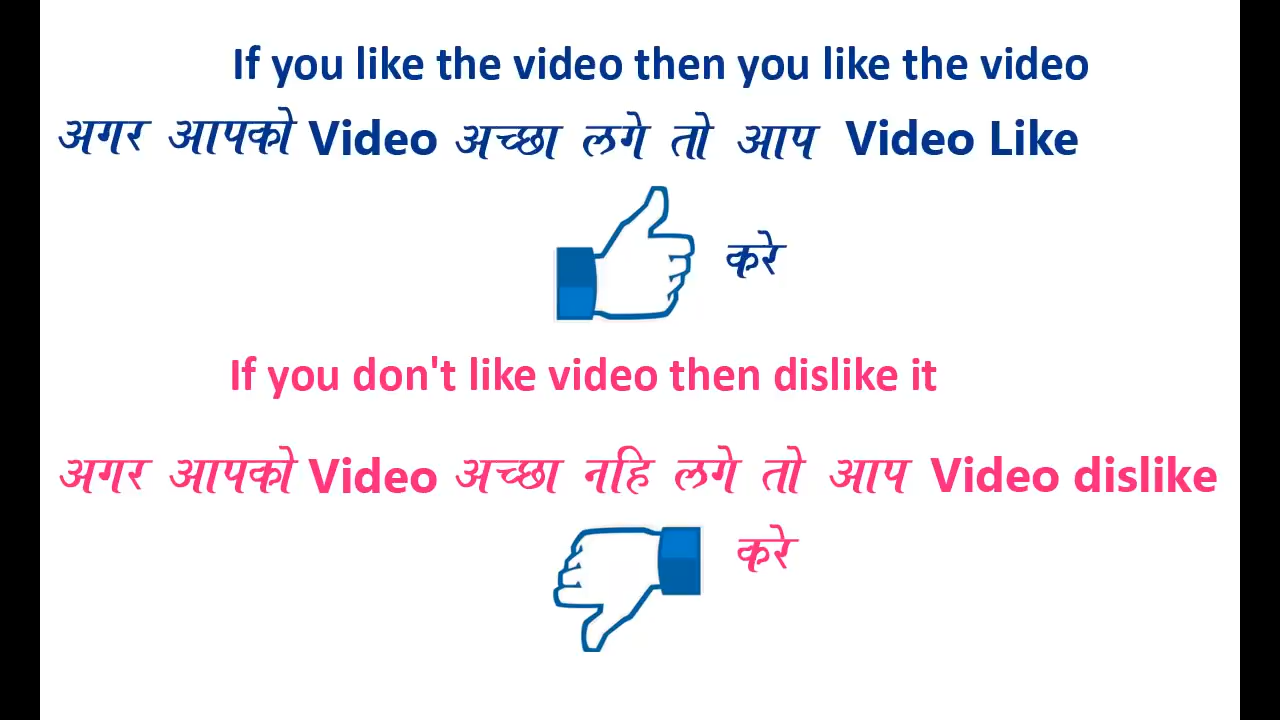 If you like the video then you like the video
अगर आपको Video अच्छा लगे तो आप Video Like
करे
If you don't like video then dislike it
अगर आपको Video अच्छा नहि लगे तो आप Video dislike
करे